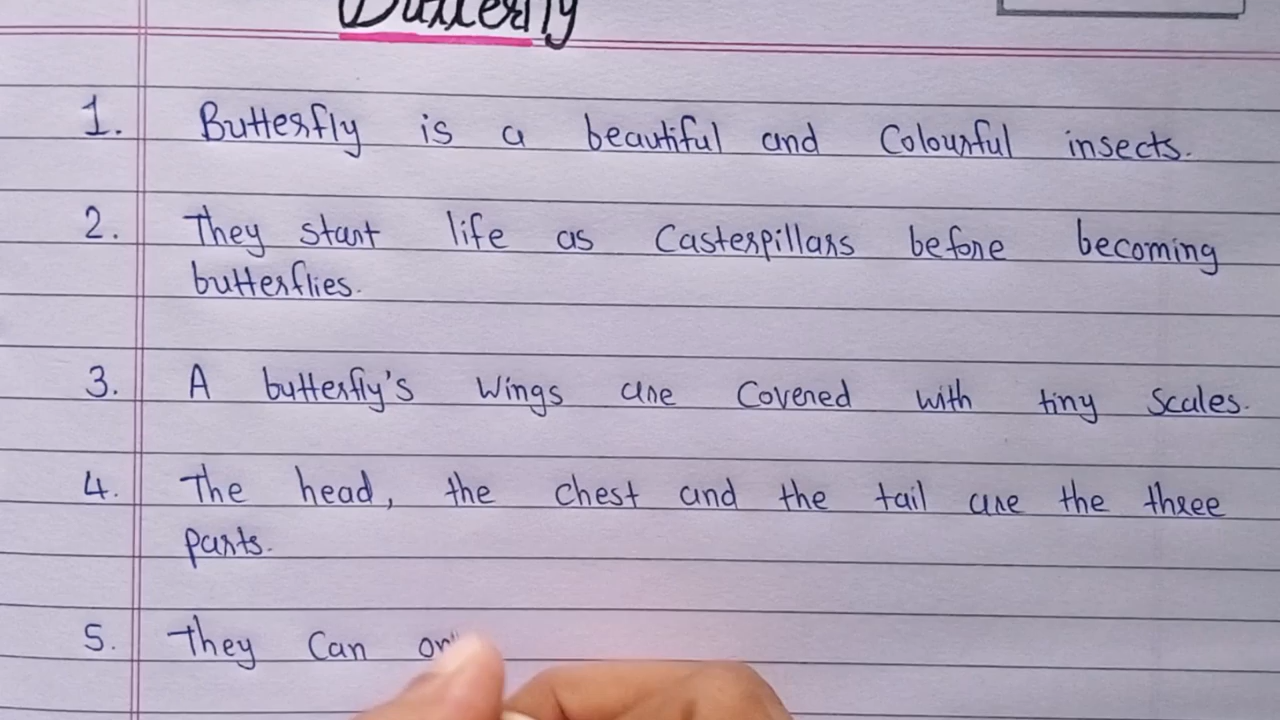 Butterfly
1. Butterfly is a beautiful and Colourful insects.
2. They start life as Casterpillars before becoming
butterflies.
3. A butterfly's Wings are Covered with tiny Scales.
4. The head, the chest and the tail are the three
parts.
5. They Can